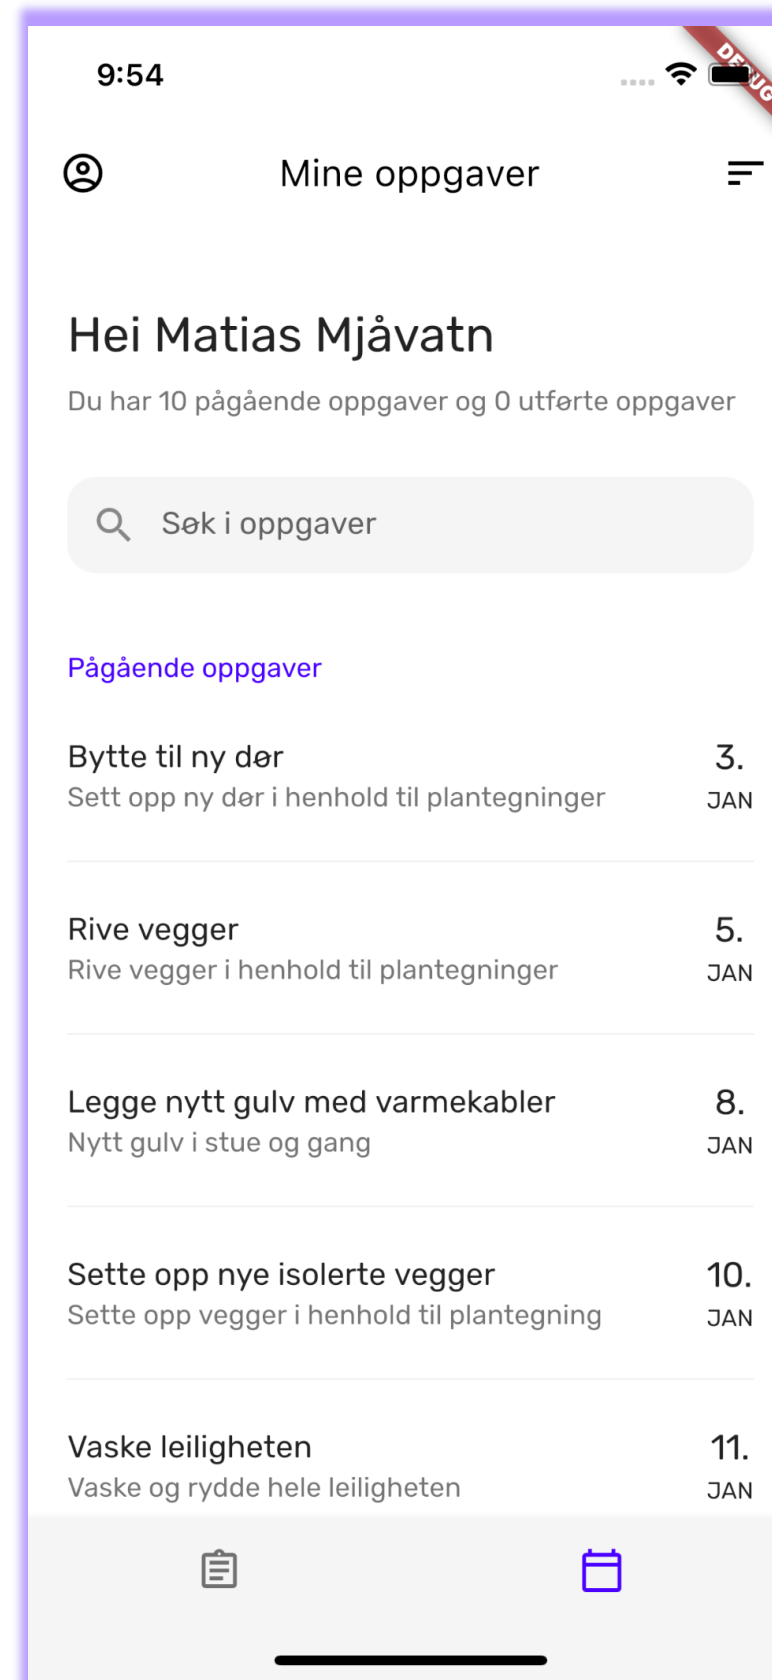 9:54
DEBUG
Mine oppgaver
Hei Matias Mjåvatn
Du har 10 pågående oppgaver og 0 utførte oppgaver
Søk i oppgaver
Pågående oppgaver
Bytte til ny dør
3.
Sett opp ny dør i henhold til plantegninger
JAN
Rive vegger
5.
Rive vegger i henhold til plantegninger
JAN
Legge nytt gulv med varmekabler
8.
Nytt gulv i stue og gang
JAN
Sette opp nye isolerte vegger
10.
Sette opp vegger i henhold til plantegning
JAN
Vaske leiligheten
11.
Vaske og rydde hele leiligheten
JAN